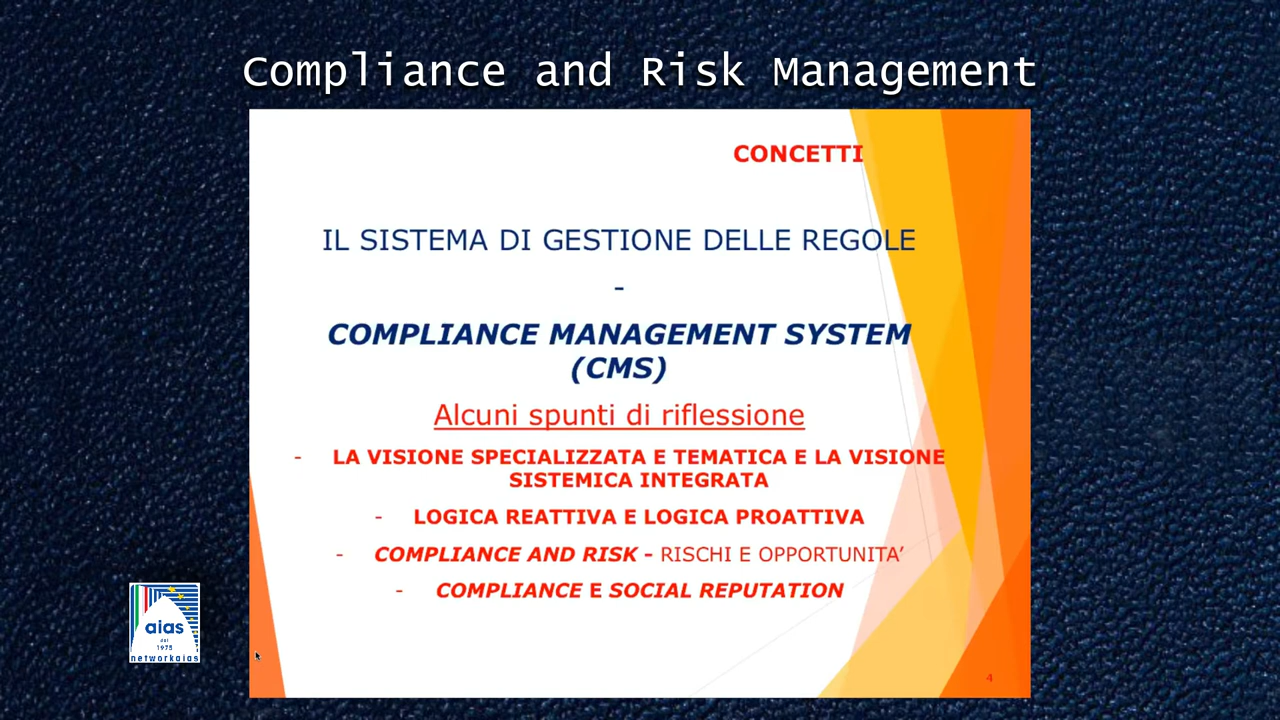 Compliance and Risk Management
CONCETTI
IL SISTEMA DI GESTIONE DELLE REGOLE
-
COMPLIANCE MANAGEMENT SYSTEM
(CMS)
Alcuni spunti di riflessione
- LA VISIONE SPECIALIZZATA E TEMATICA E LA VISIONE
SISTEMICA INTEGRATA
- LOGICA REATTIVA E LOGICA PROATTIVA
- COMPLIANCE AND RISK - RISCHI E OPPORTUNITA’
- COMPLIANCE E SOCIAL REPUTATION
aias
dal
1975
networkaias
4